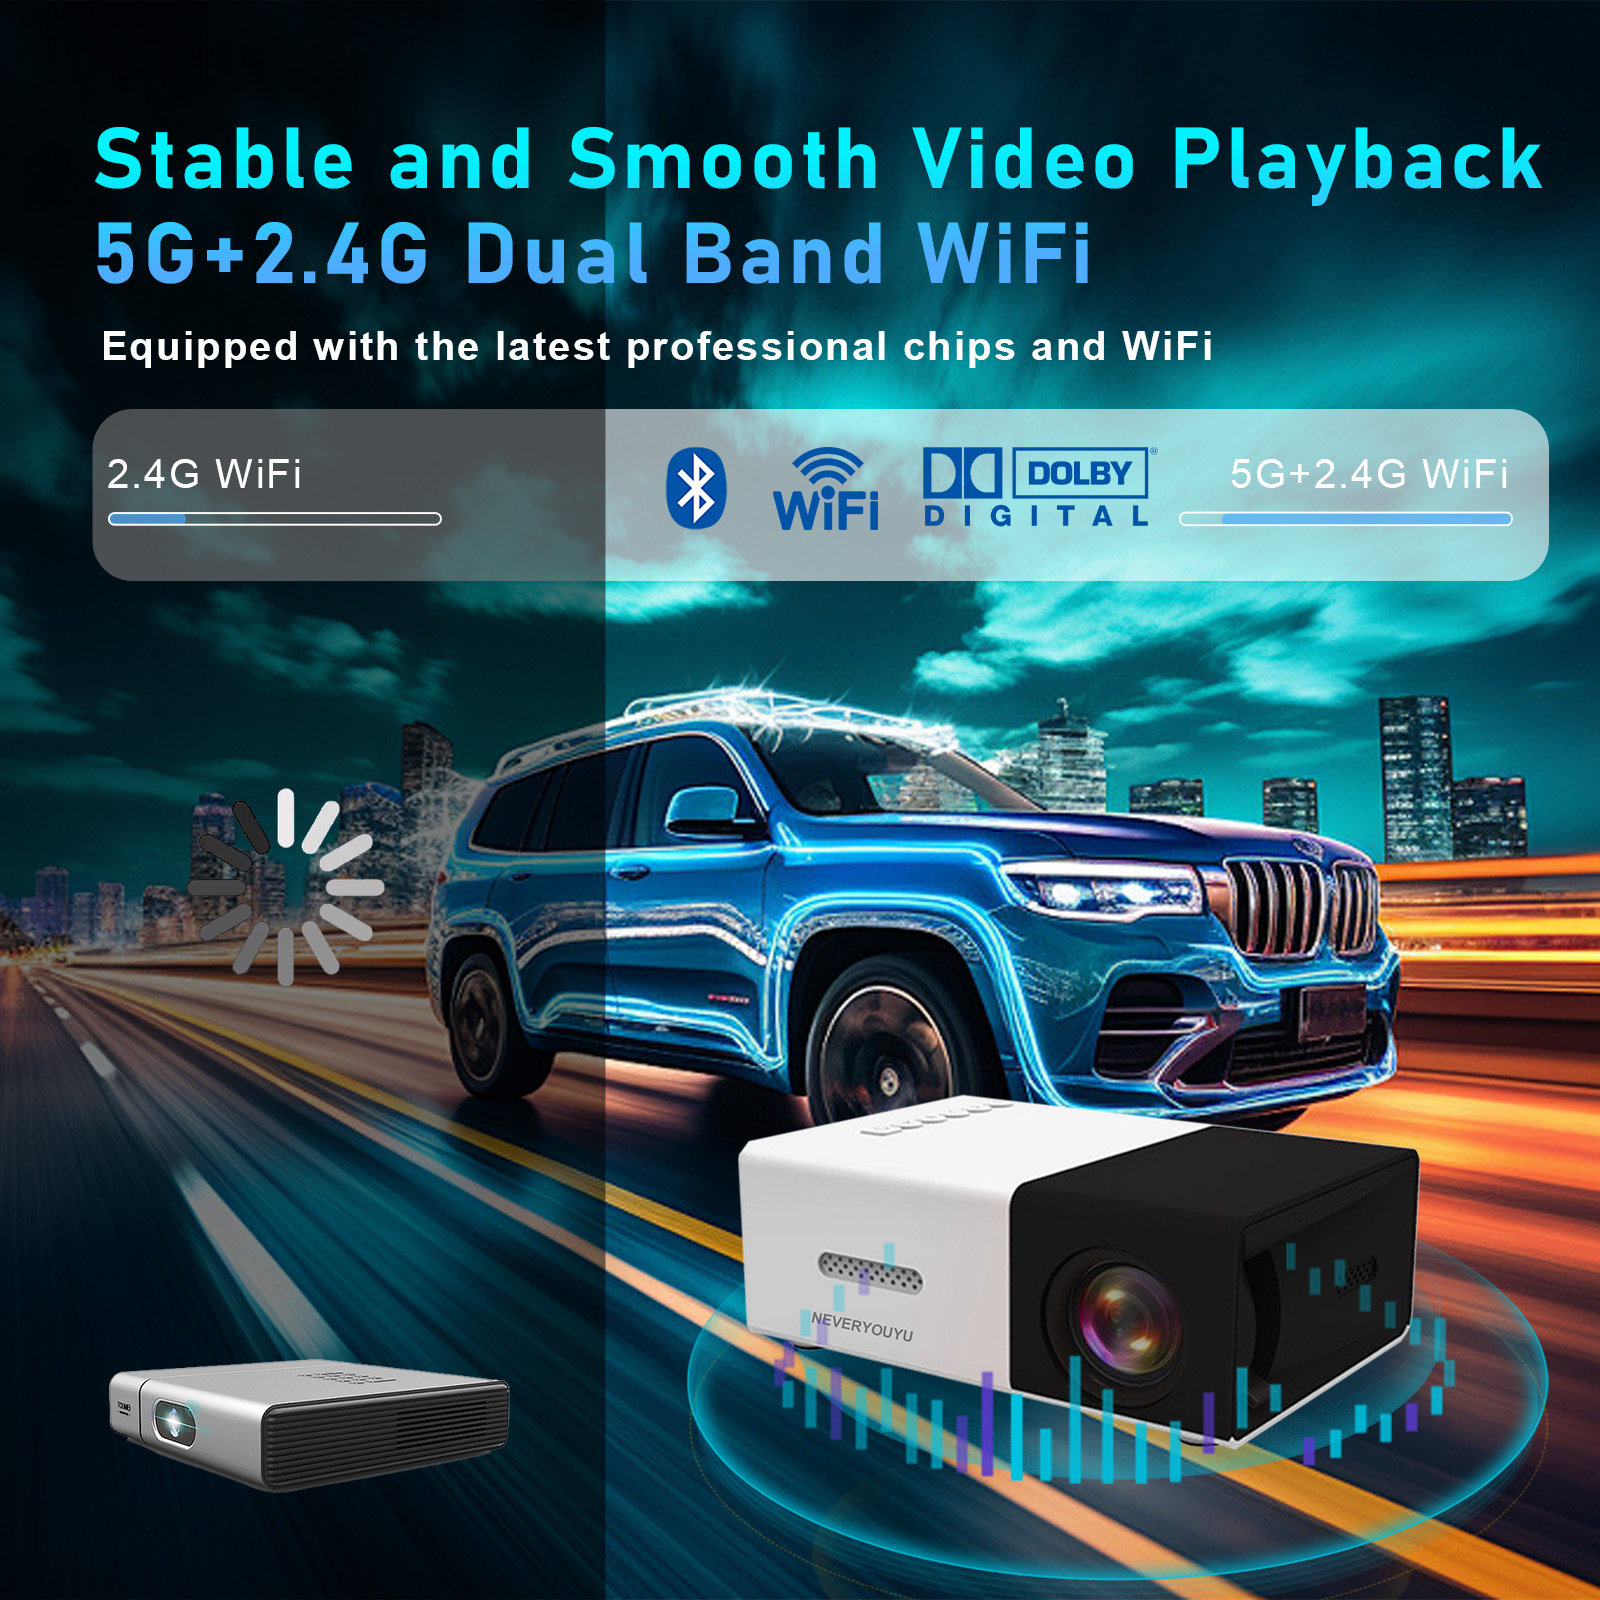 Stable and Smooth Video Playback
5G+2.4G Dual Band WiFi
Equipped with the latest professional chips and WiFi
2.4G WiFi
WiFi
DOLBY®
DIGITAL
5G+2.4G WiFi
NEVERYOUYU